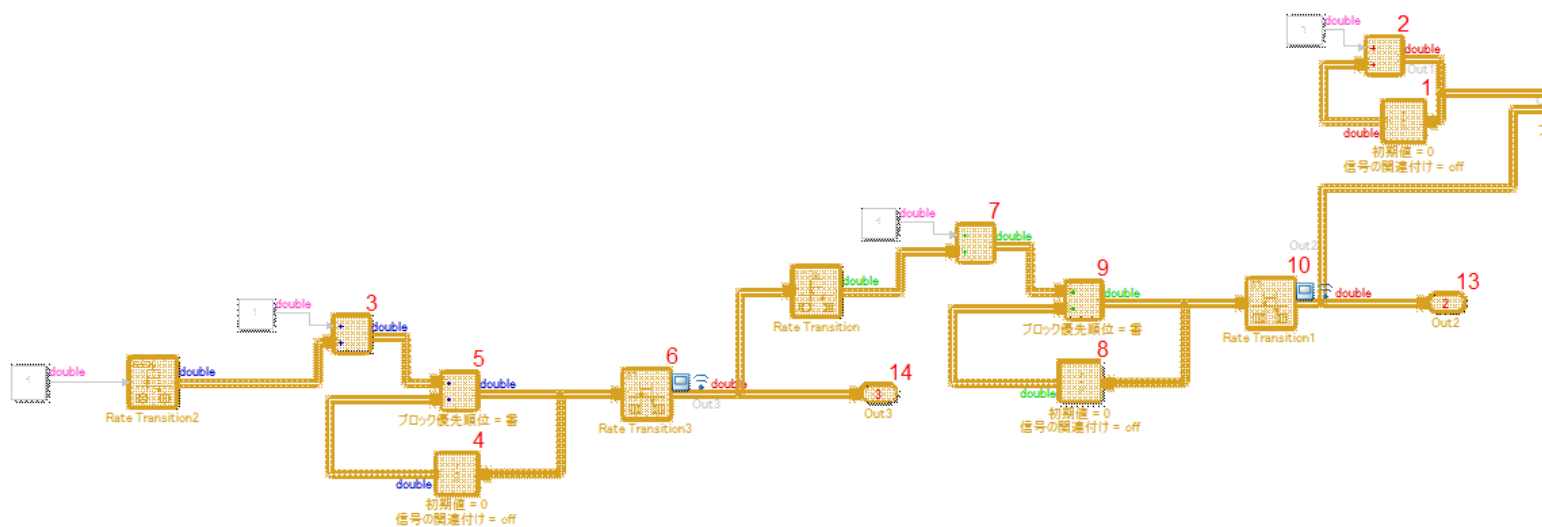 double
2
double
Out1
1
double
初期値 = 0
信号の関連付け = off
double
7
double
Out2
double
9
double
10
double
13
2
Out2
Rate Transition
ブロック優先順位 = 番
Rate Transition1
8
double
初期値 = 0
信号の関連付け = off
double
3
double
1
double
double
Rate Transition2
5
double
ブロック優先順位 = 番
6
double
Out3
Rate Transition3
14
3
Out3
4
double
初期値 = 0
信号の関連付け = off